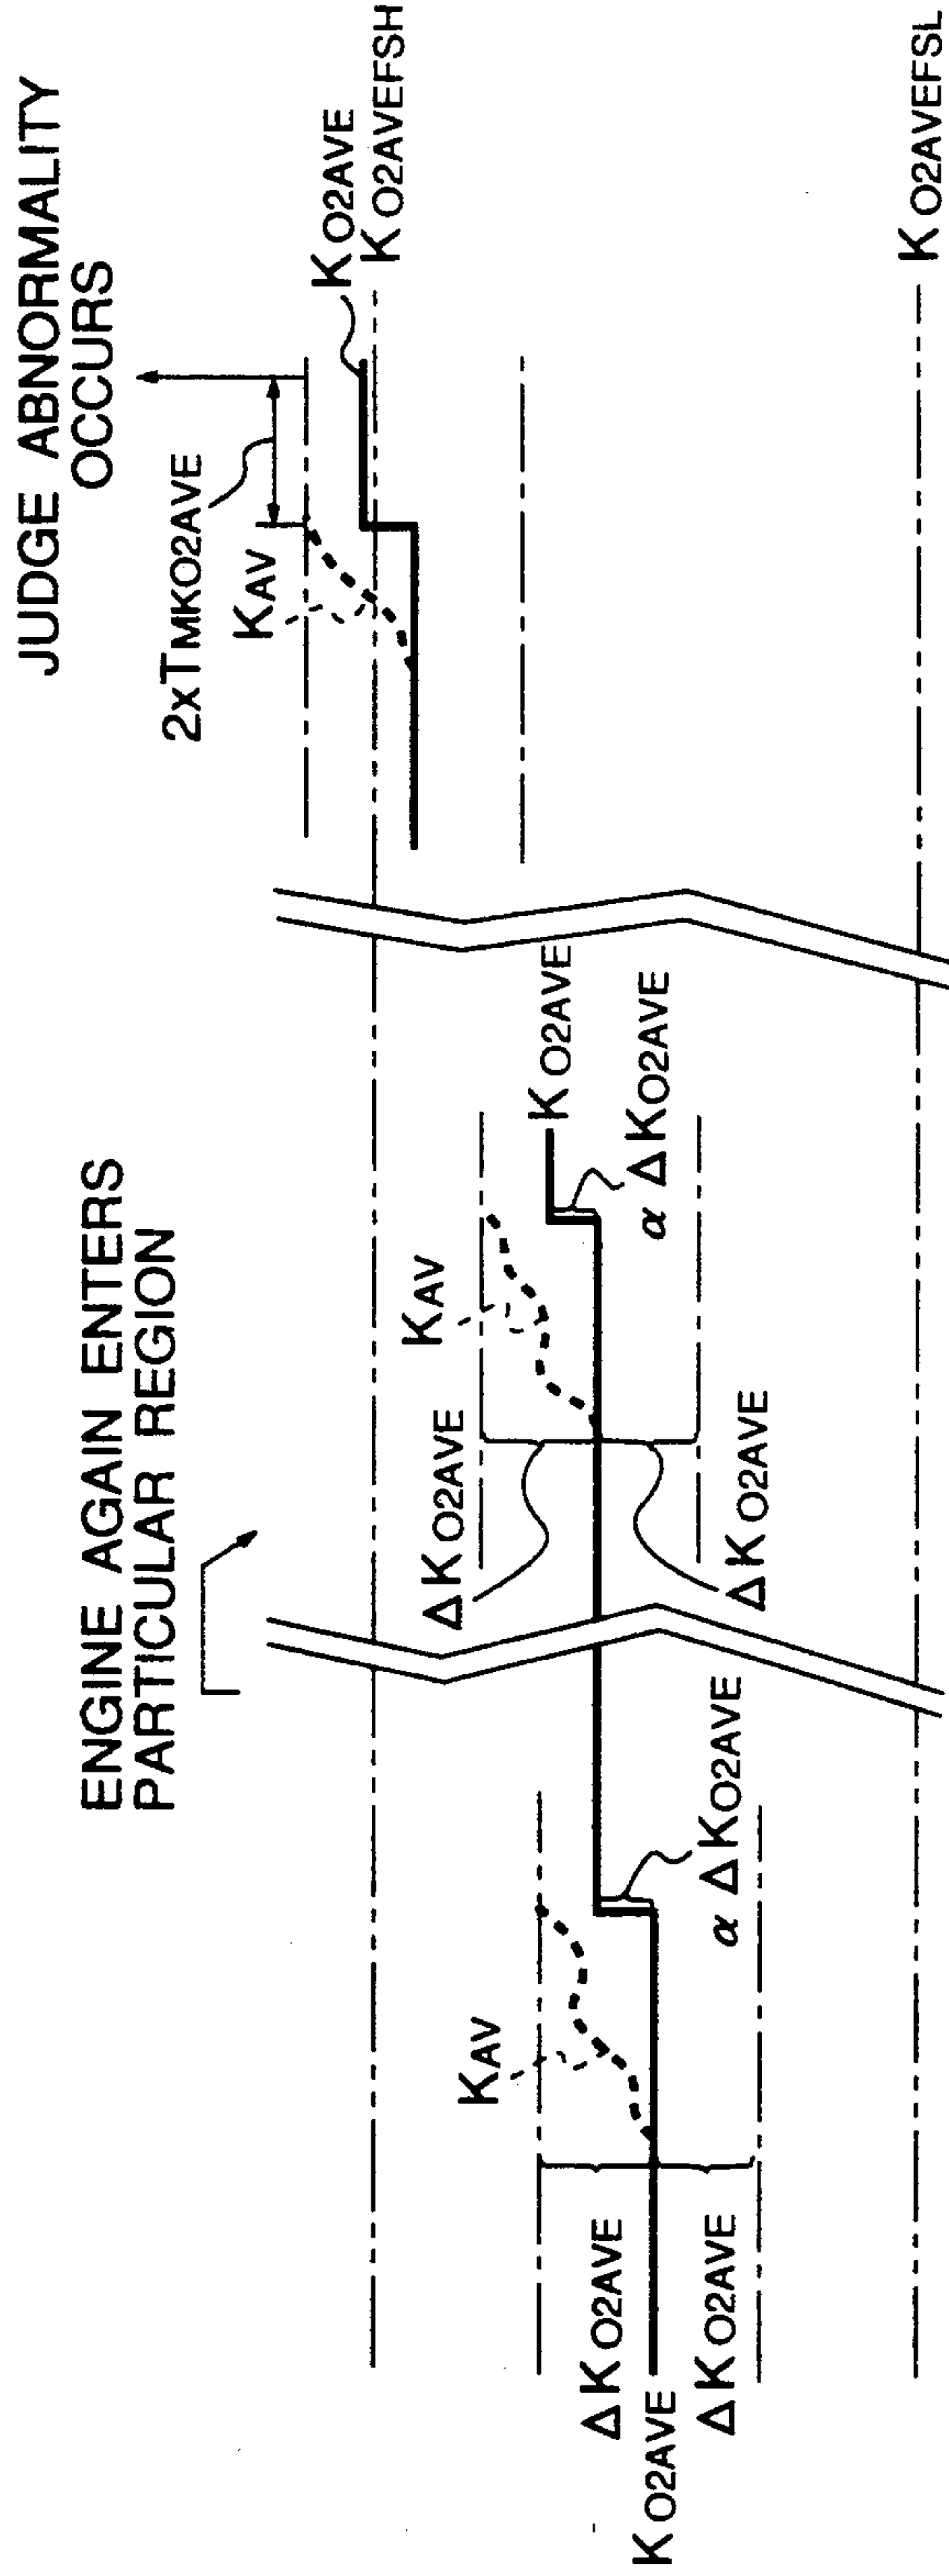 JUDGE ABNORMALITY
OCCURS
ENGINE AGAIN ENTERS
PARTICULAR REGION
2xTMKO2AVE
KAV
KO2AVE
KO2AVEFSH
KAV
ΔKO2AVE
KO2AVE
α ΔKO2AVE
ΔKO2AVE
KAV
α ΔKO2AVE
ΔKO2AVE
KO2AVE
ΔKO2AVE
KO2AVEFSL